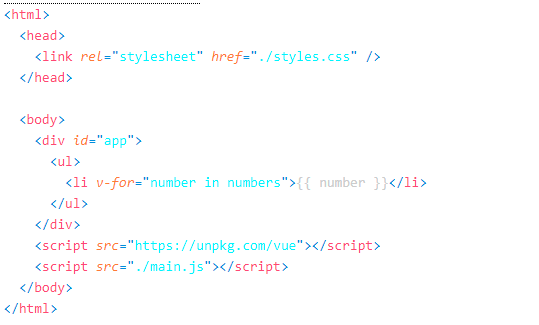 <html>
  <head>
    <link rel="stylesheet" href="./styles.css" />
  </head>

  <body>
    <div id="app">
      <ul>
        <li v-for="number in numbers">{{ number }}</li>
      </ul>
    </div>
    <script src="https://unpkg.com/vue"></script>
    <script src="./main.js"></script>
  </body>
</html>